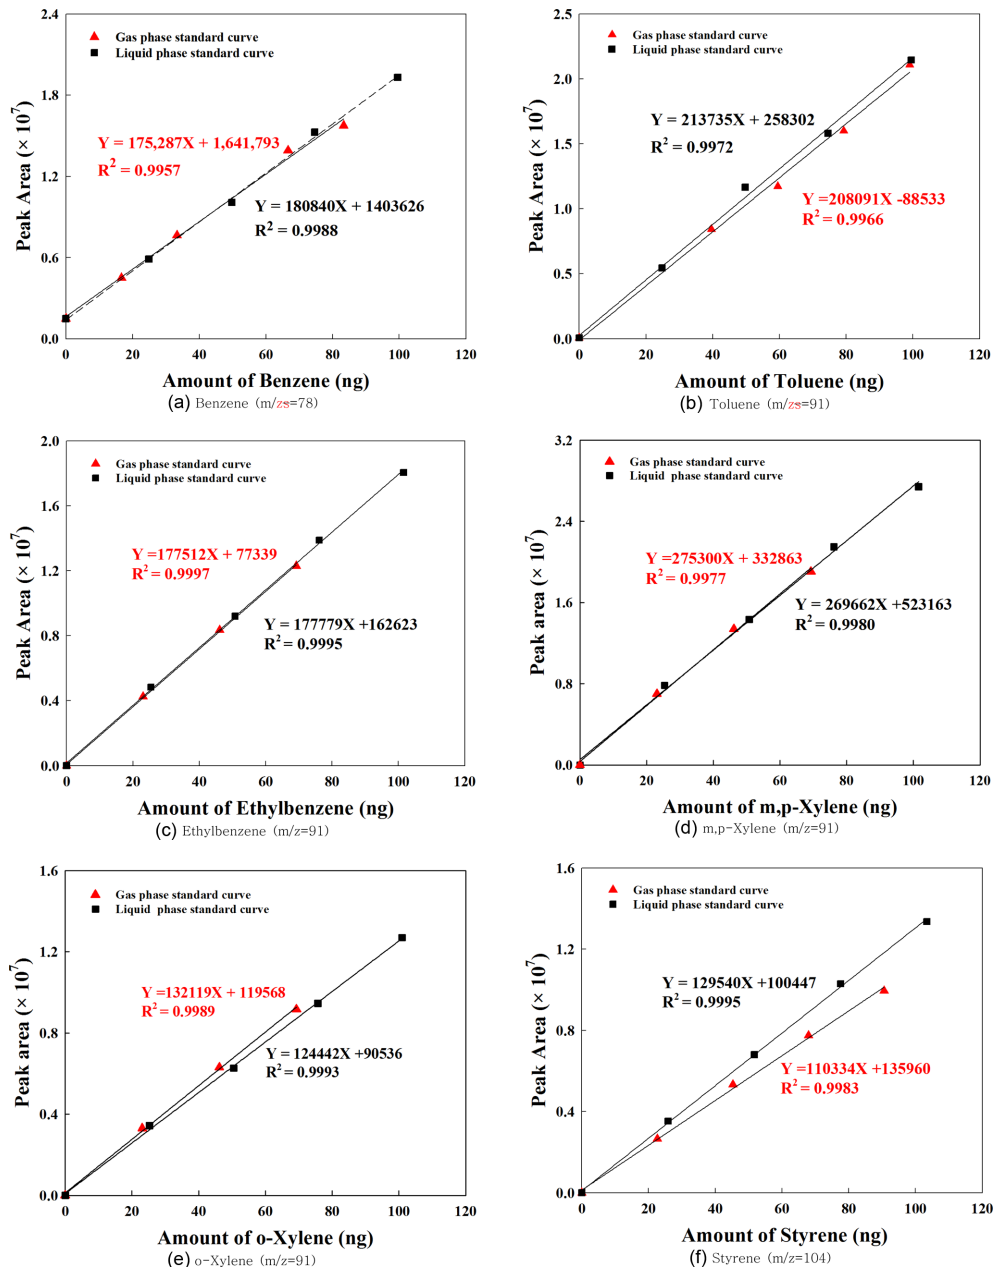 2.4
1.8
1.2
0.6
0.0
Peak Area (× 10⁷)
Gas phase standard curve
Liquid phase standard curve
Y = 175,287X + 1,641,793
R² = 0.9957
Y = 180840X + 1403626
R² = 0.9988
0 20 40 60 80 100 120
Amount of Benzene (ng)
(a) Benzene (m/zs=78)
2.5
2.0
1.5
1.0
0.5
0.0
Peak Area (× 10⁷)
Gas phase standard curve
Liquid phase standard curve
Y = 213735X + 258302
R² = 0.9972
Y=208091X -88533
R² = 0.9966
0 20 40 60 80 100 120
Amount of Toluene (ng)
(b) Toluene (m/zs=91)
2.0
1.6
1.2
0.8
0.4
0.0
Peak Area (× 10⁷)
Gas phase standard curve
Liquid phase standard curve
Y =177512X + 77339
R² = 0.9997
Y = 177779X +162623
R² = 0.9995
0 20 40 60 80 100 120
Amount of Ethylbenzene (ng)
(c) Ethylbenzene (m/z=91)
3.2
2.4
1.6
0.8
0.0
Peak area (× 10⁷)
Gas phase standard curve
Liquid phase standard curve
Y =275300X + 332863
R² = 0.9977
Y = 269662X +523163
R² = 0.9980
0 20 40 60 80 100 120
Amount of m,p-Xylene (ng)
(d) m,p-Xylene (m/z=91)
1.6
1.2
0.8
0.4
0.0
Peak area (× 10⁷)
Gas phase standard curve
Liquid phase standard curve
Y =132119X + 119568
R² = 0.9989
Y = 124442X +90536
R² = 0.9993
0 20 40 60 80 100 120
Amount of o-Xylene (ng)
(e) o-Xylene (m/z=91)
1.6
1.2
0.8
0.4
0.0
Peak Area (× 10⁷)
Gas phase standard curve
Liquid phase standard curve
Y = 129540X +100447
R² = 0.9995
Y =110334X +135960
R² = 0.9983
0 20 40 60 80 100 120
Amount of Styrene (ng)
(f) Styrene (m/z=104)